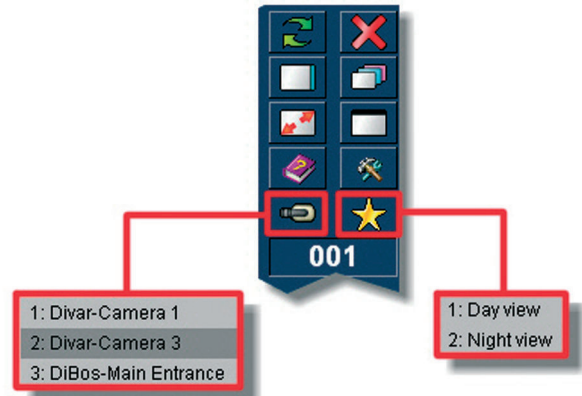 001
1: Divar-Camera 1
2: Divar-Camera 3
3: DiBos-Main Entrance
1: Day view
2: Night view